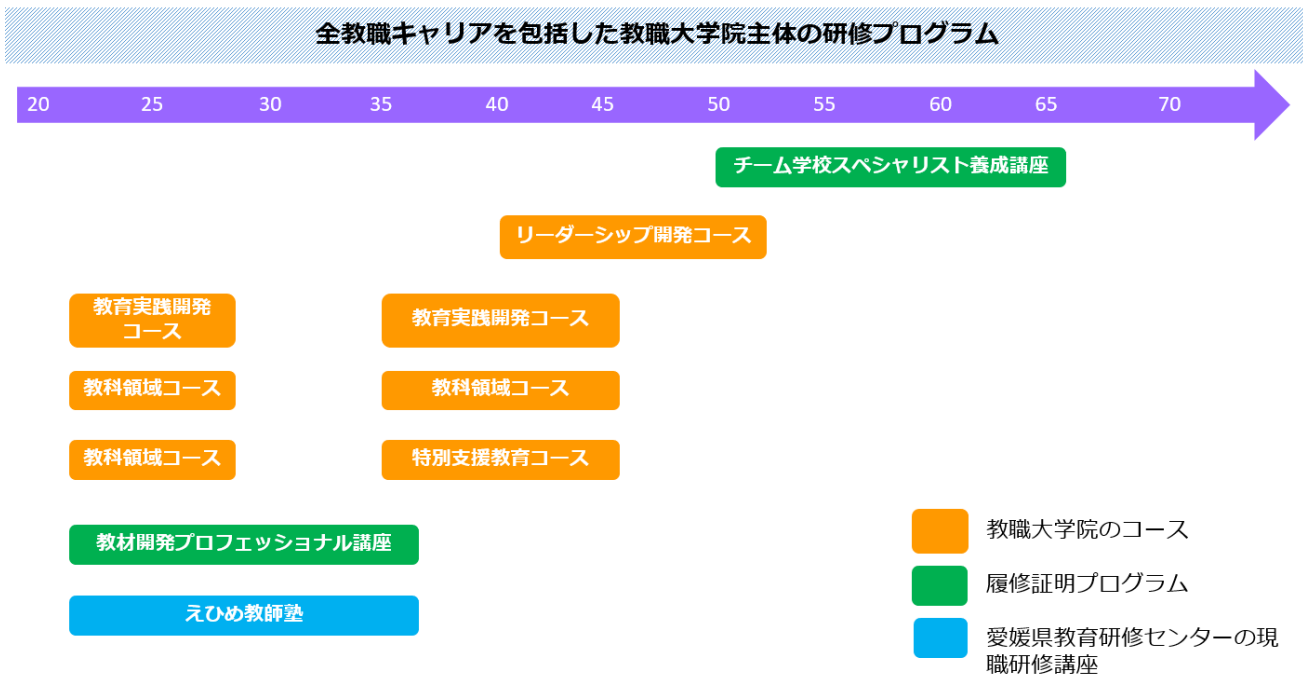 全教職キャリアを包括した教職大学院主体の研修プログラム
20 25 30 35 40 45 50 55 60 65 70
チーム学校スペシャリスト養成講座
リーダーシップ開発コース
教育実践開発
コース
教育実践開発コース
教科領域コース
教科領域コース
教科領域コース
特別支援教育コース
教材開発プロフェッショナル講座
えひめ教師塾
教職大学院のコース
履修証明プログラム
愛媛県教育研修センターの現
職研修講座